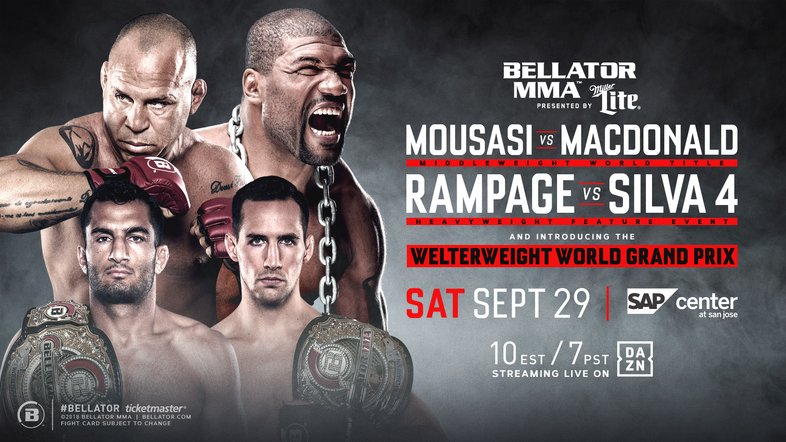 BELLATOR
MMA™ Miller
PRESENTED BY Lite®
MOUSASI VS MACDONALD
MIDDLEWEIGHT WORLD TITLE
RAMPAGE VS SILVA 4
HEAVYWEIGHT FEATURE EVENT
AND INTRODUCING THE
WELTERWEIGHT WORLD GRAND PRIX
SAT SEPT 29 | SAP center
at san jose
10 EST / 7 PST
STREAMING LIVE ON DAZN
B #BELLATOR ticketmaster®
©2018 BELLATOR MMA | BELLATOR.COM
FIGHT CARD SUBJECT TO CHANGE